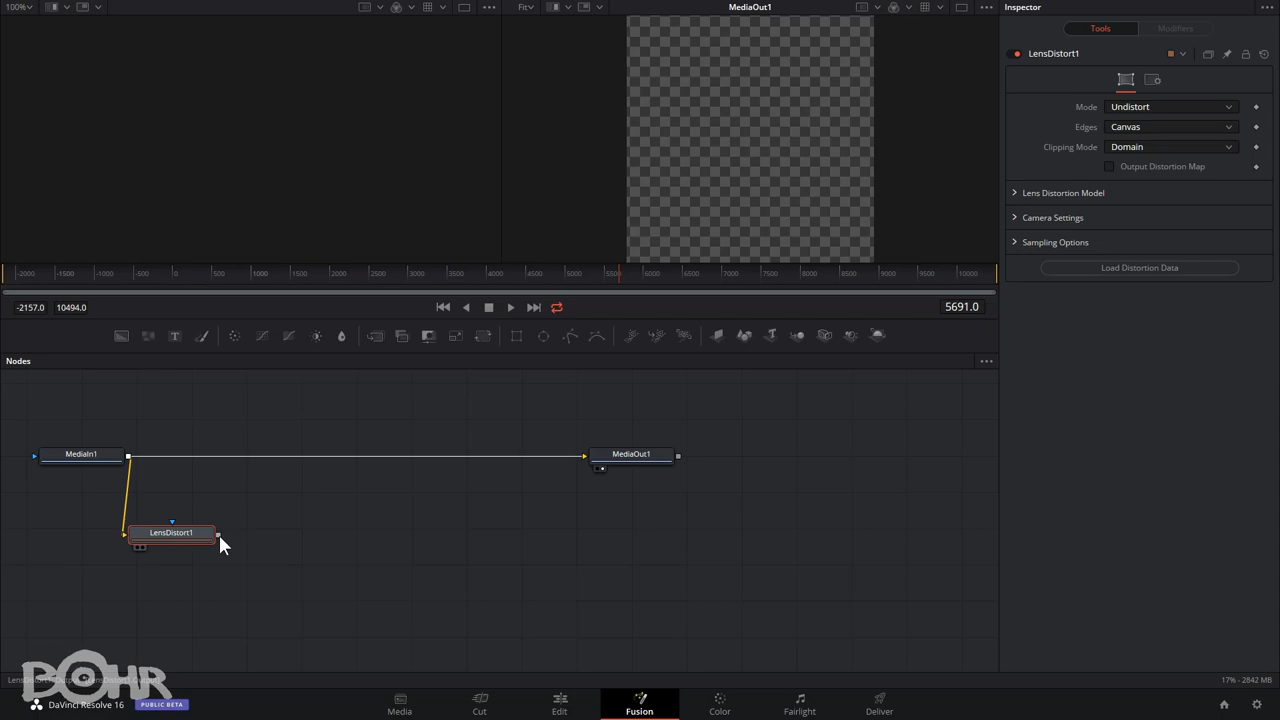 100%
Fit
MediaOut1
Inspector
Tools
Modifiers
LensDistort1
Mode
Undistort
Edges
Canvas
Clipping Mode
Domain
Output Distortion Map
Lens Distortion Model
Camera Settings
Sampling Options
Load Distortion Data
-2000 -1500 -1000 -500 0 500 1000 1500 2000 2500 3000 3500 4000 4500 5000 5500 6000 6500 7000 7500 8000 8500 9000 9500 10000
-2157.0
10494.0
5691.0
Nodes
MediaIn1
MediaOut1
LensDistort1
BOHR
17% - 2842 MB
DaVinci Resolve 16
PUBLIC BETA
Media
Cut
Edit
Fusion
Color
Fairlight
Deliver